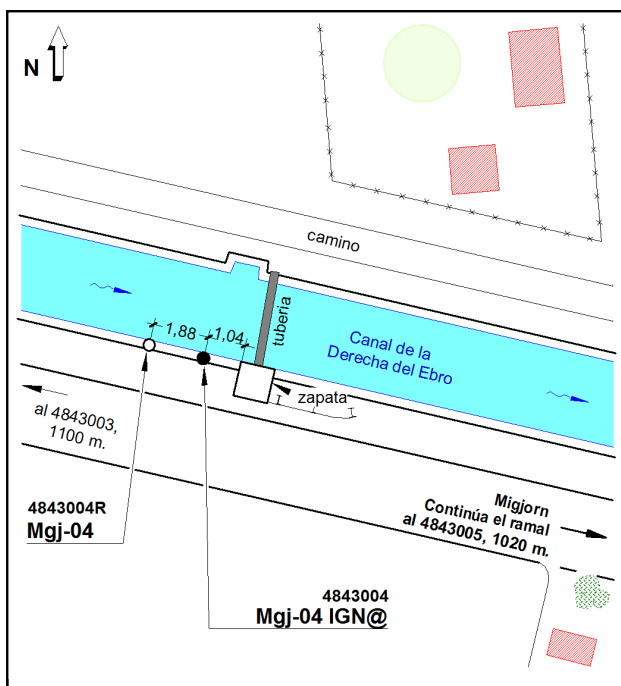 N
camino
1,88
1,04
tuberia
Canal de la
Derecha del Ebro
zapata
al 4843003,
1100 m.
4843004R
Mgj-04
Migjorn
Continúa el ramal
al 4843005, 1020 m.
4843004
Mgj-04 IGN@